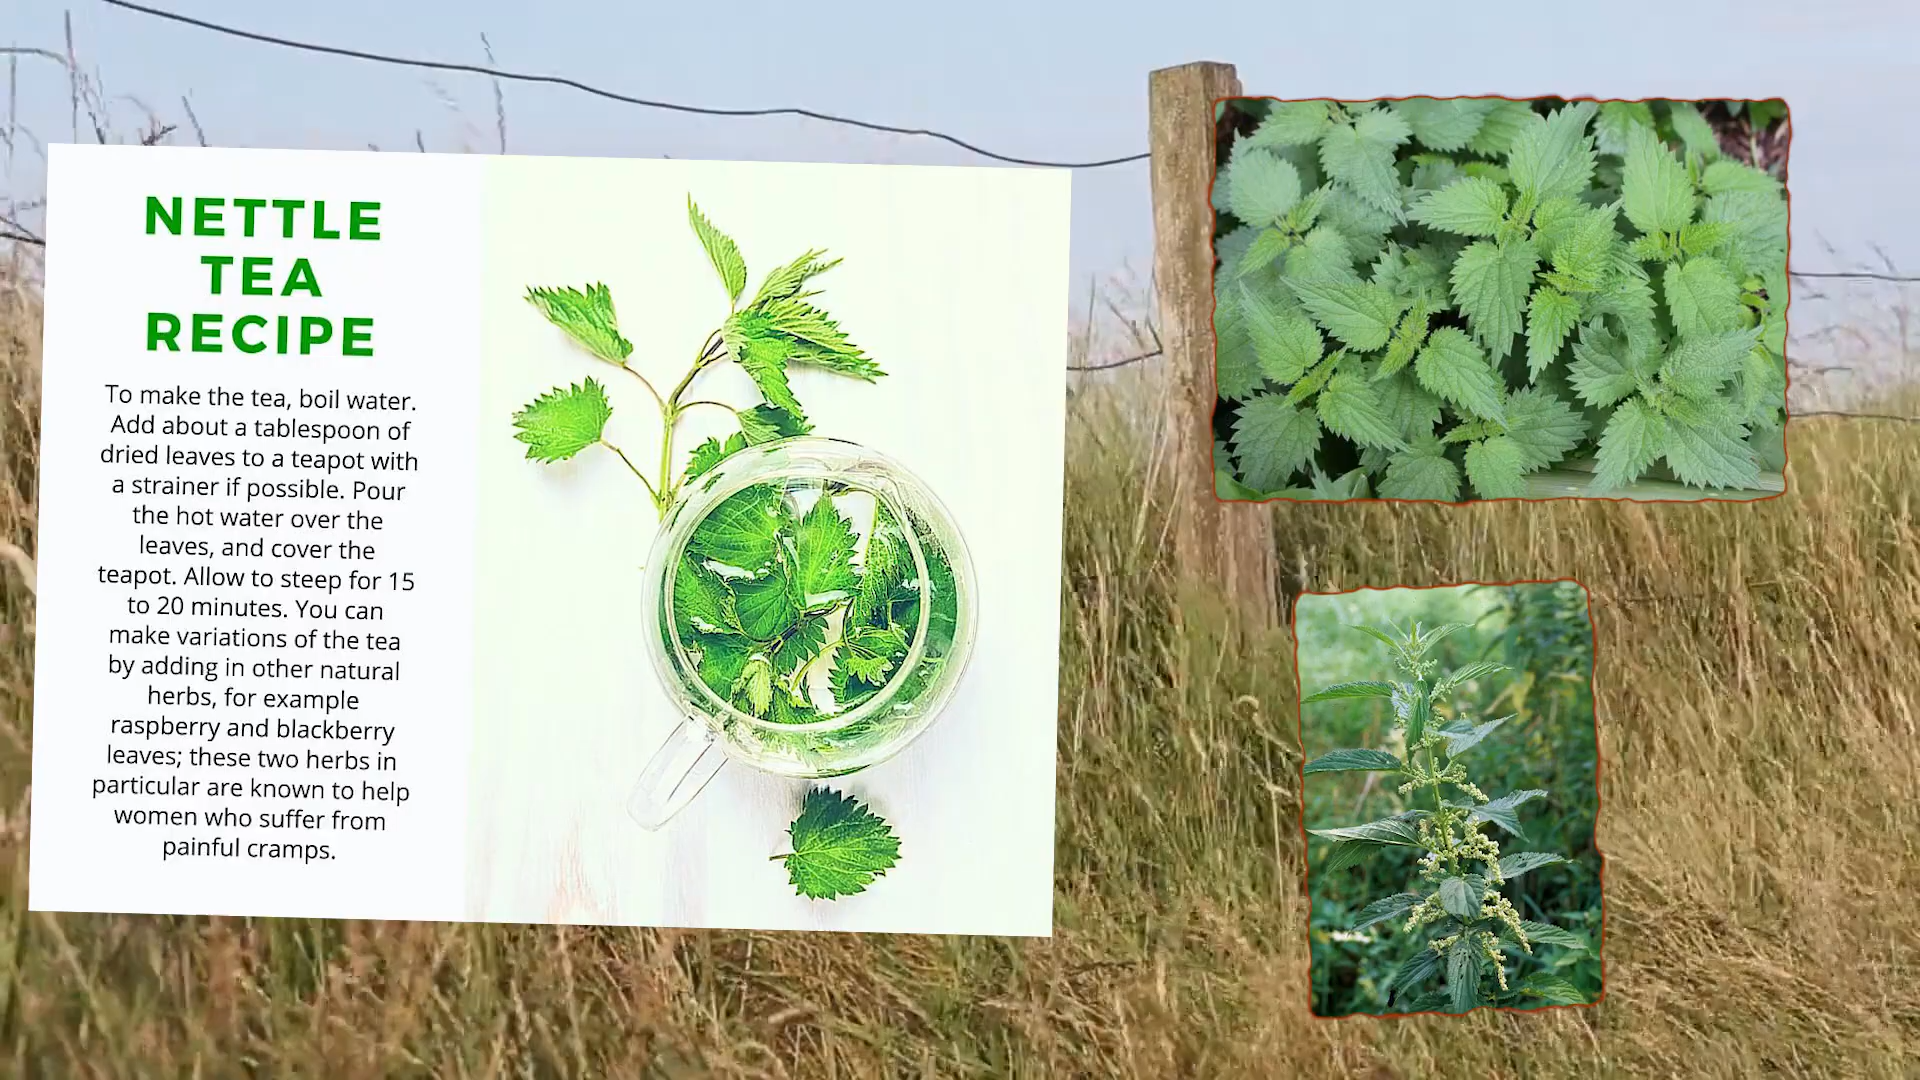 NETTLE
TEA
RECIPE
To make the tea, boil water.
Add about a tablespoon of
dried leaves to a teapot with
a strainer if possible. Pour
the hot water over the
leaves, and cover the
teapot. Allow to steep for 15
to 20 minutes. You can
make variations of the tea
by adding in other natural
herbs, for example
raspberry and blackberry
leaves; these two herbs in
particular are known to help
women who suffer from
painful cramps.